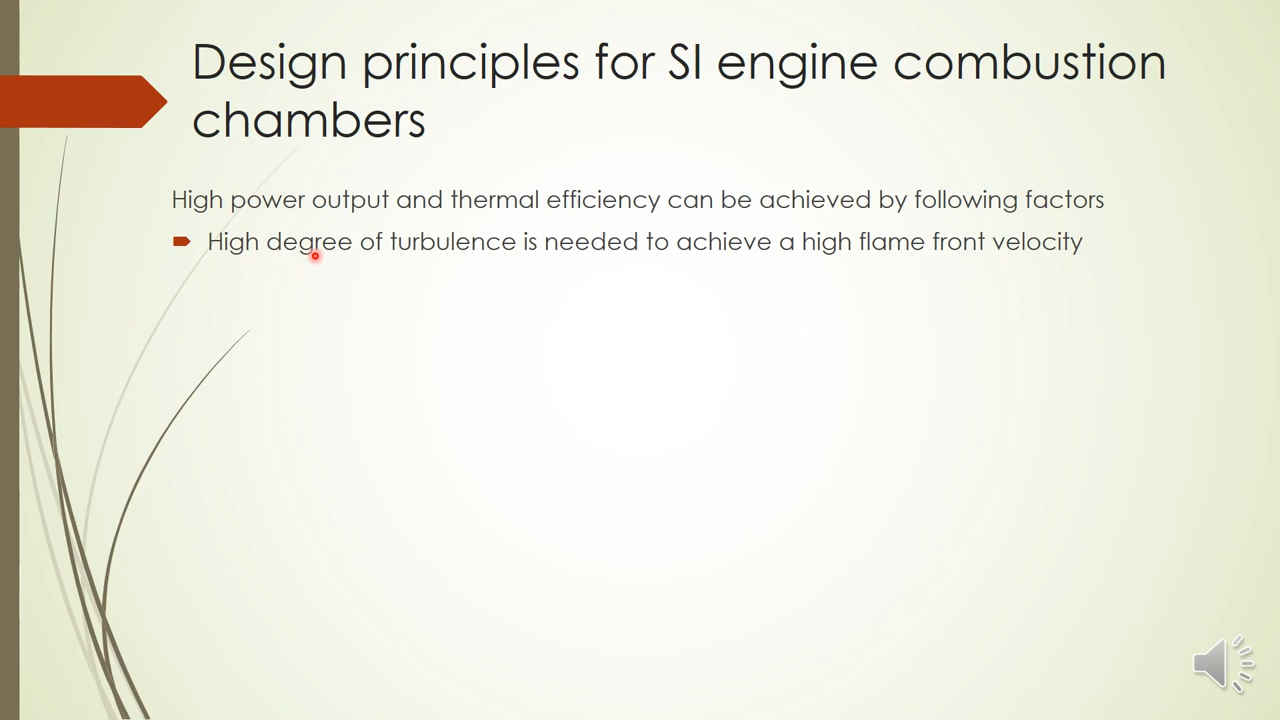 Design principles for SI engine combustion
chambers
High power output and thermal efficiency can be achieved by following factors
High degree of turbulence is needed to achieve a high flame front velocity